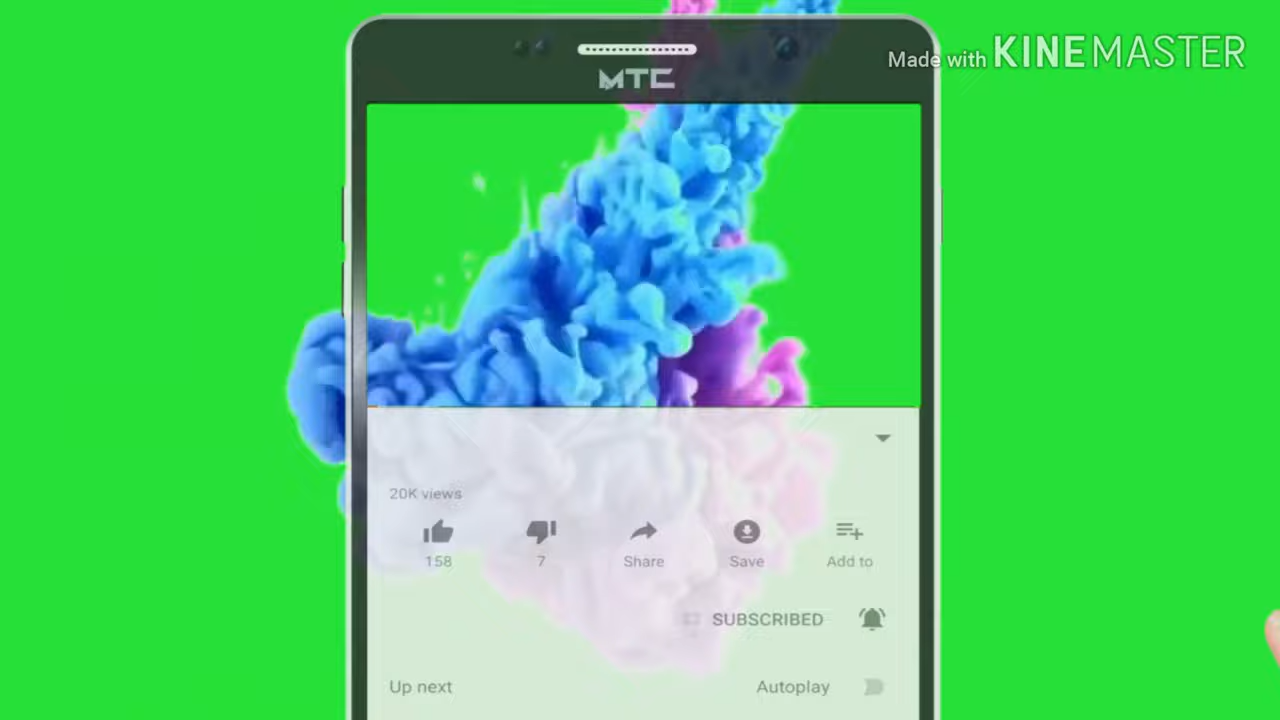 Made with KINEMASTER
MTC
20K views
158
7
Share
Save
Add to
SUBSCRIBED
Up next
Autoplay